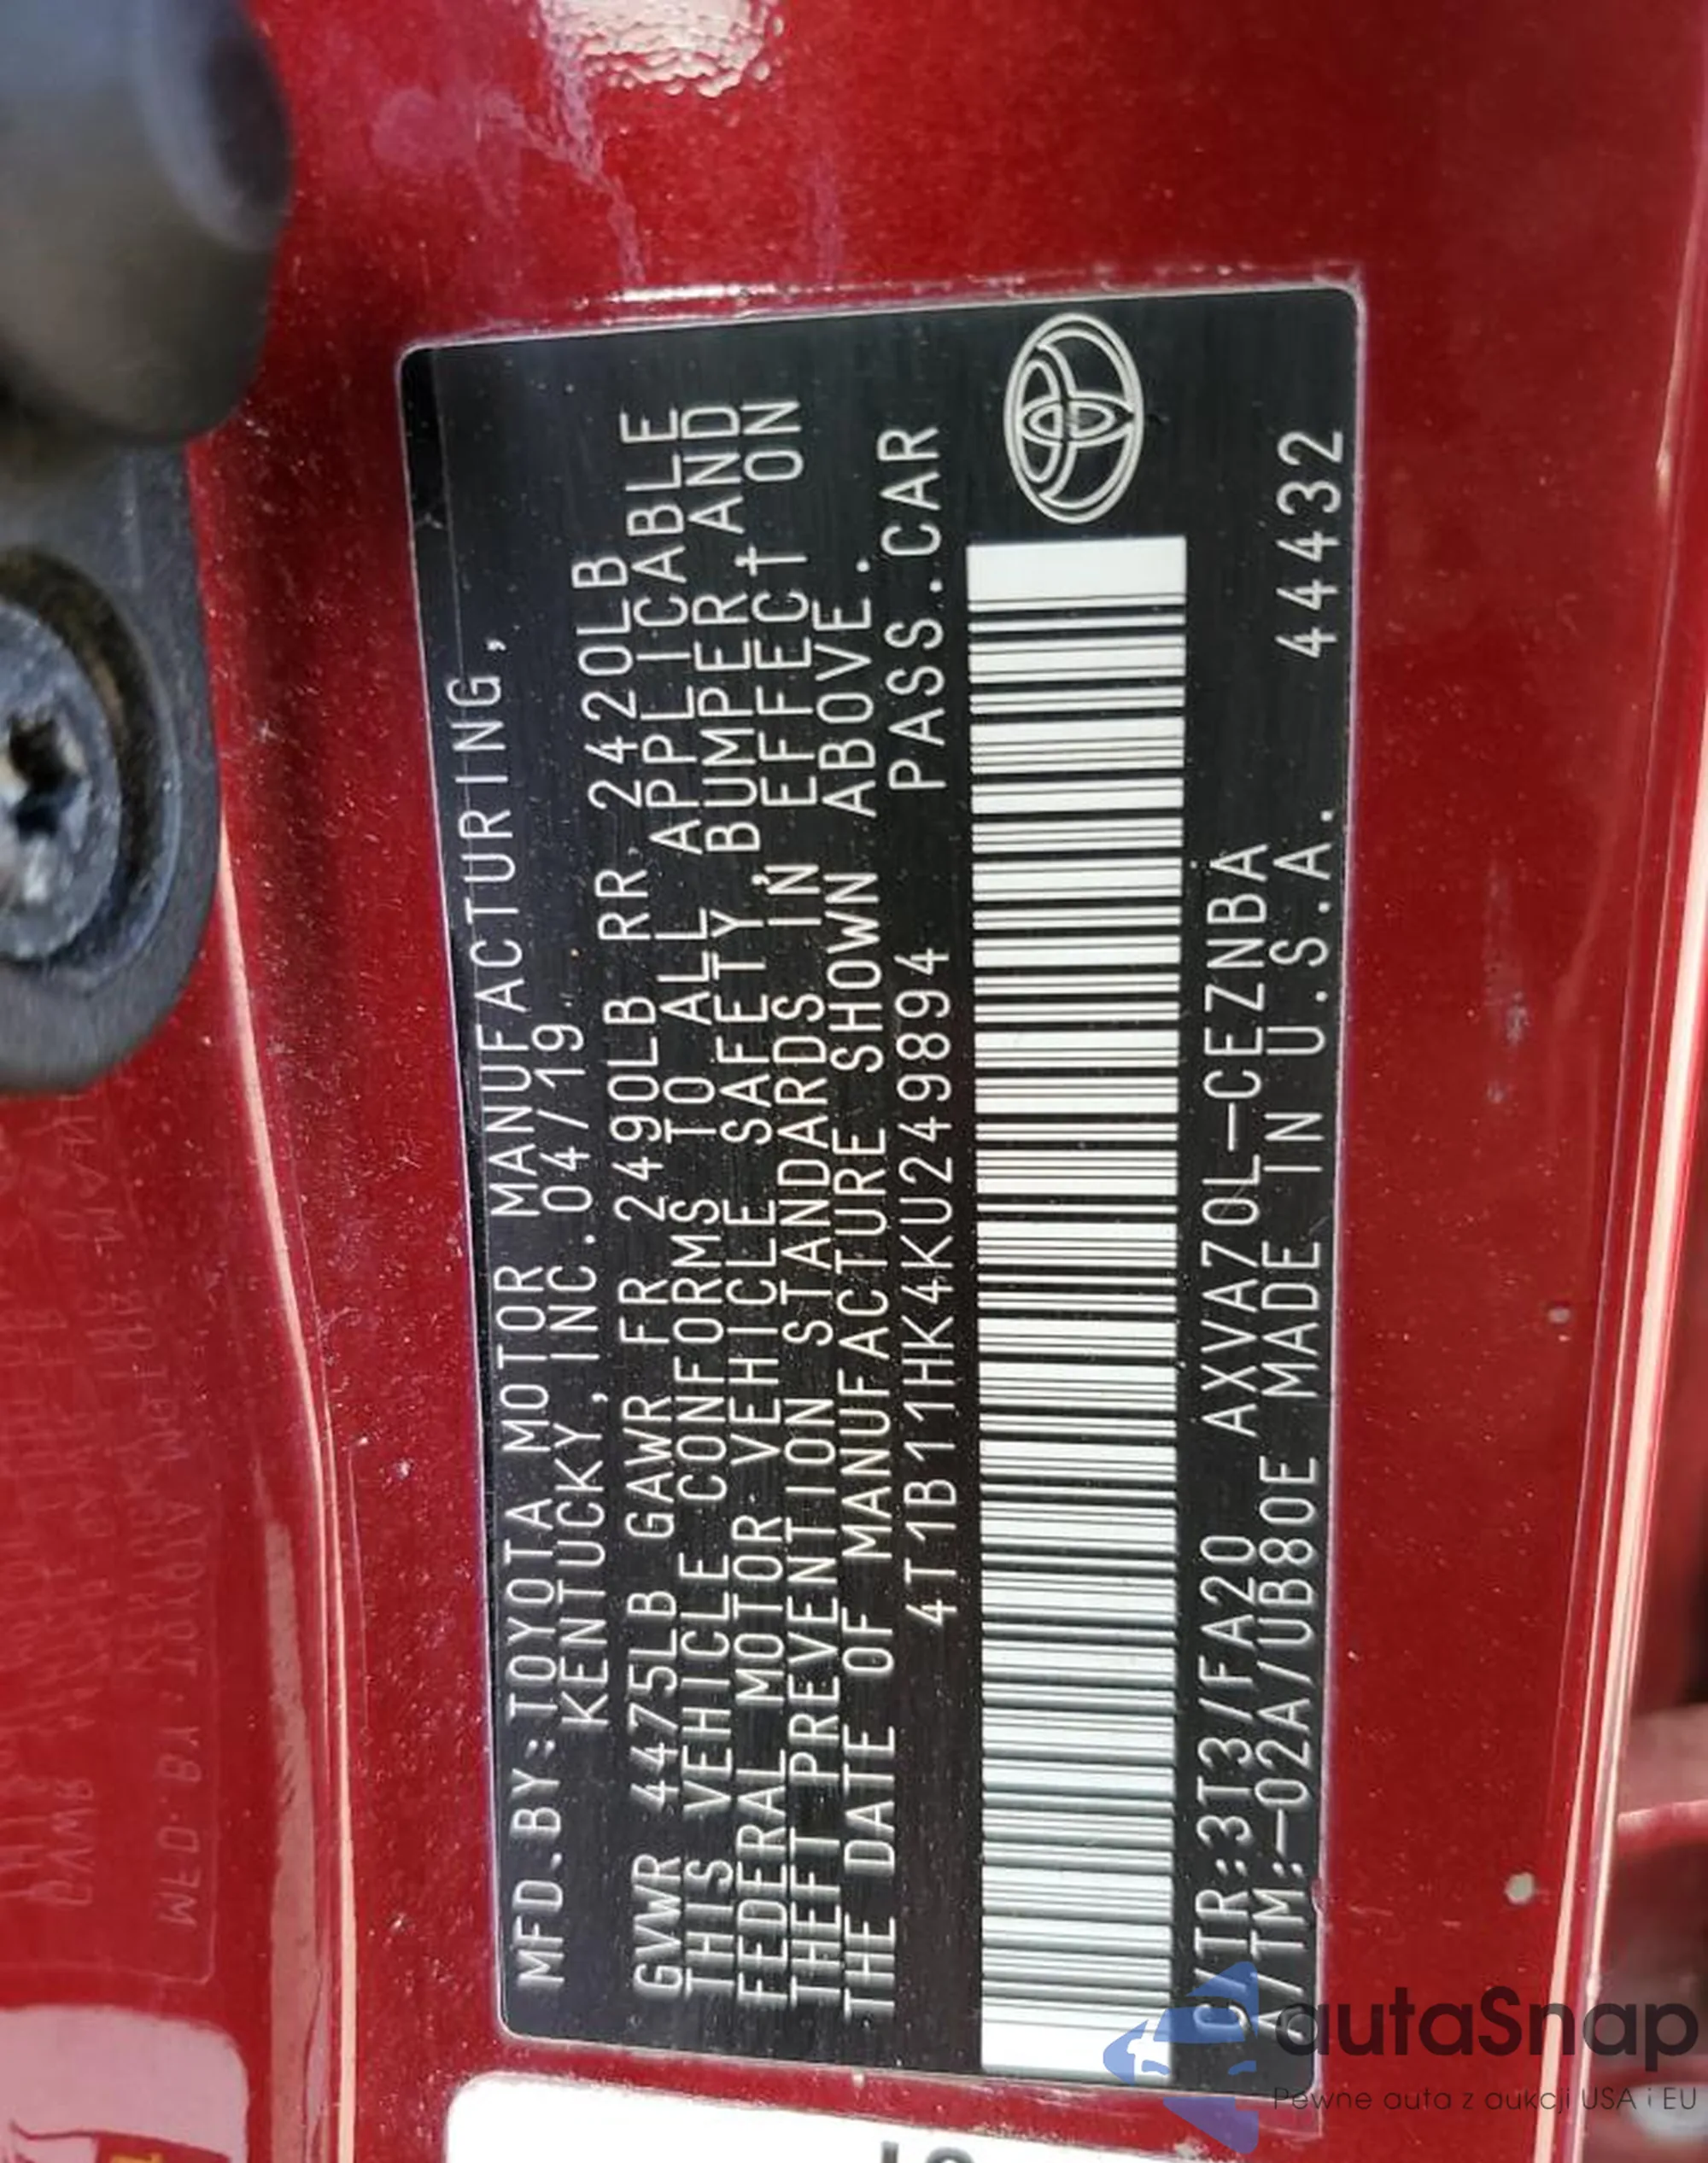 MFD.BY:TOYOTA MOTOR MANUFACTURING,
KENTUCKY, INC. 04/19
GVWR 4475LB GAWR FR 2490LB RR 2420LB
THIS VEHICLE CONFORMS TO ALL APPLICABLE
FEDERAL MOTOR VEHICLE SAFETY, BUMPER AND
THEFT PREVENTION STANDARDS IN EFFECT ON
THE DATE OF MANUFACTURE SHOWN ABOVE.
4T1B11HK4KU249894 PASS.CAR
C/TR:3T3/FA20 AXVA70L-CEZNBA
A/TM:-02A/UB80E MADE IN U.S.A. 44432
autaSnap
Pewne auta z aukcji USA i EU